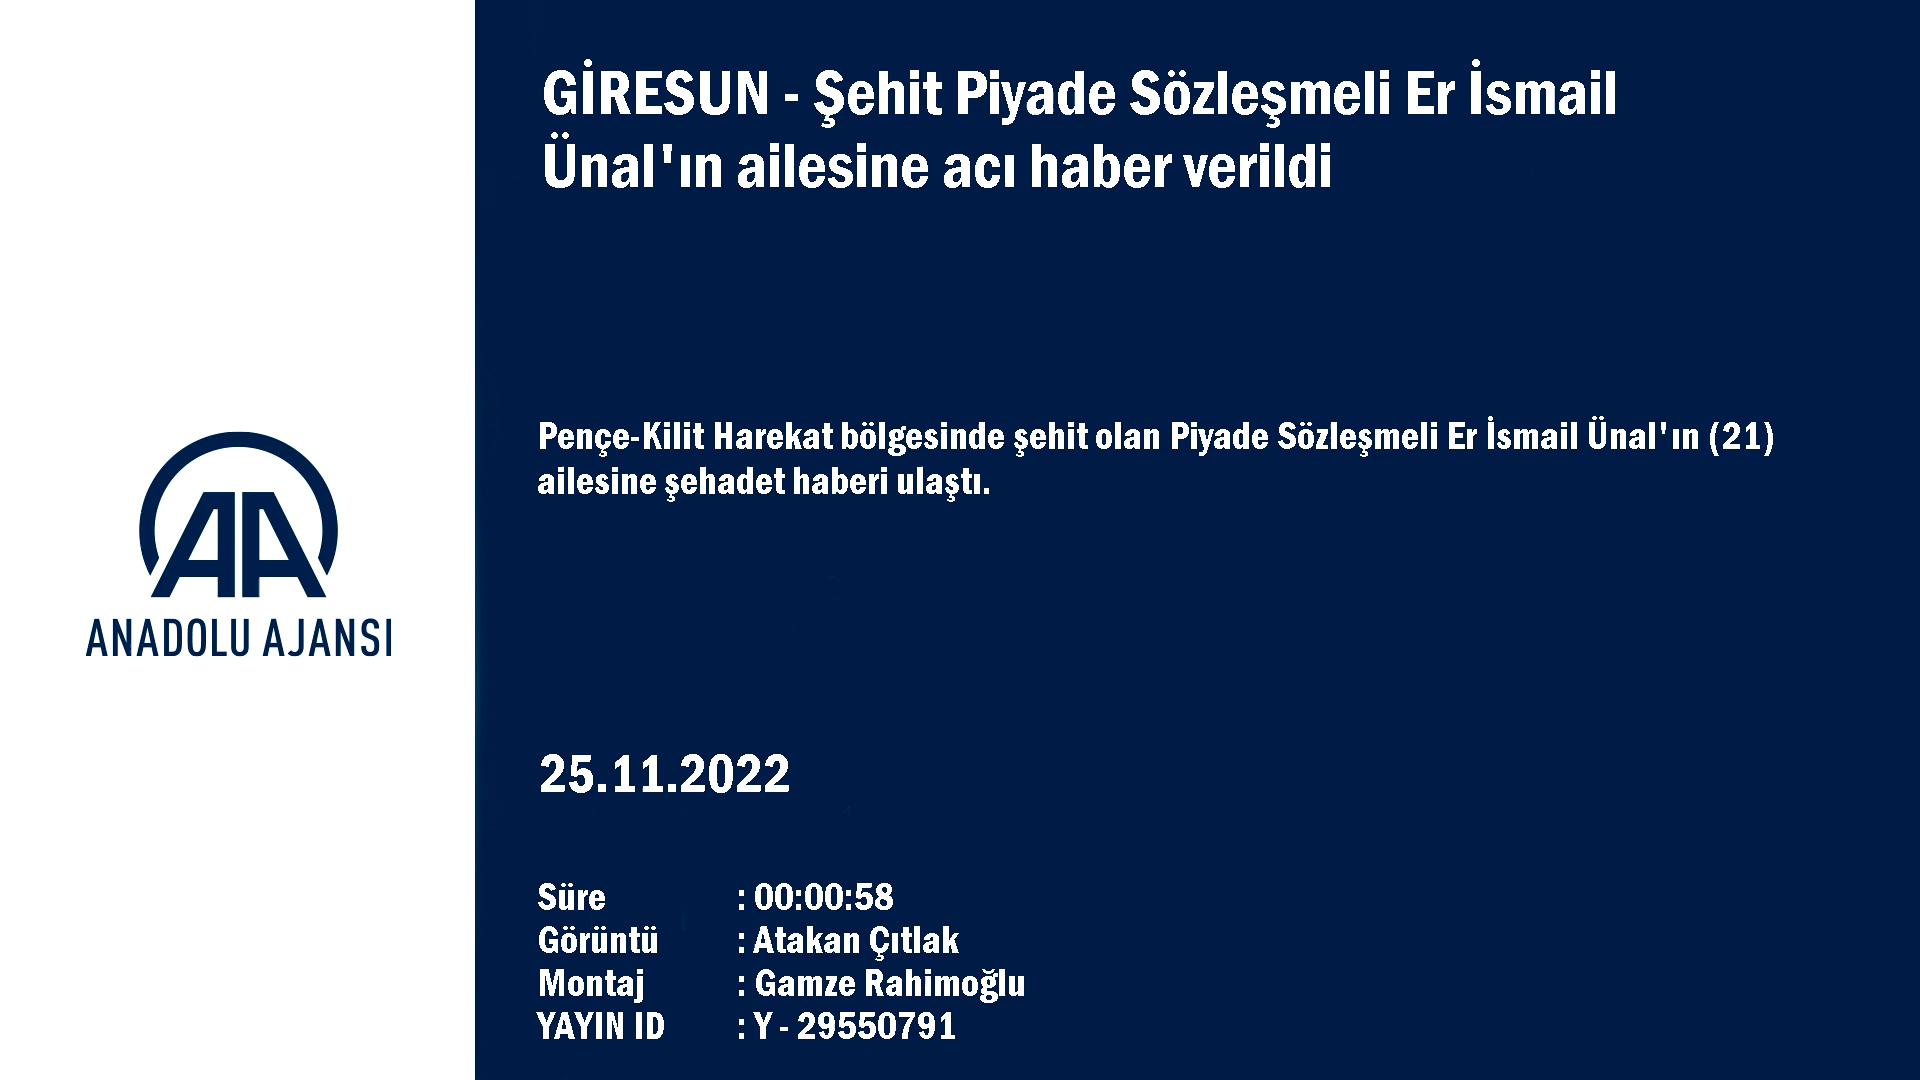 GİRESUN - Şehit Piyade Sözleşmeli Er İsmail
Ünal'ın ailesine acı haber verildi
Pençe-Kilit Harekat bölgesinde şehit olan Piyade Sözleşmeli Er İsmail Ünal'ın (21)
ailesine şehadet haberi ulaştı.
AA
ANADOLU AJANSI
25.11.2022
Süre : 00:00:58
Görüntü : Atakan Çıtlak
Montaj : Gamze Rahimoğlu
YAYIN ID : Y - 29550791